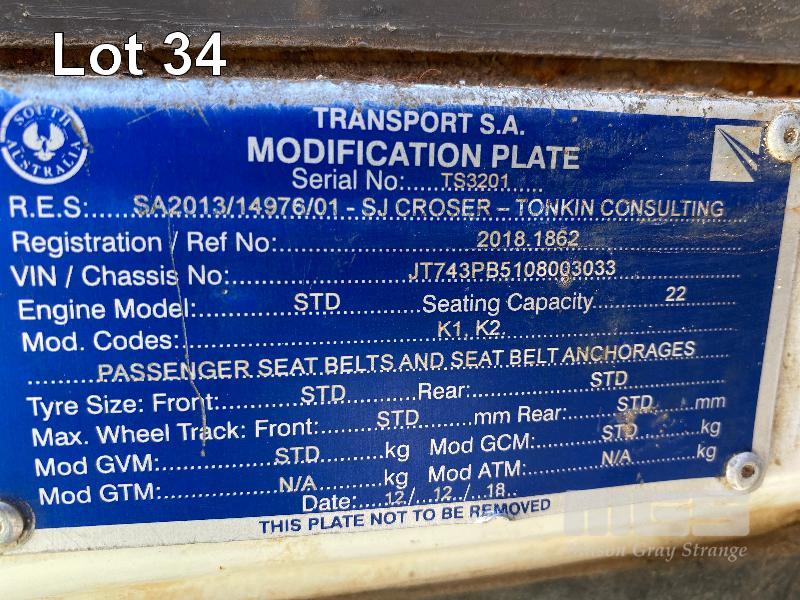 Lot 34
SOUTH AUSTRALIA
TRANSPORT S.A.
MODIFICATION PLATE
Serial No:.....TS3201.....
R.E.S:......SA2013/14976/01 - SJ CROSER – TONKIN CONSULTING
Registration / Ref No:.....2018.1862.....
VIN / Chassis No:.....JT743PB5108003033.....
Engine Model:.....STD.....Seating Capacity.....22.....
Mod. Codes:.....K1, K2.....
PASSENGER SEAT BELTS AND SEAT BELT ANCHORAGES
Tyre Size: Front:.....STD.....Rear:.....STD.....
Max. Wheel Track: Front:.....STD.....mm Rear:.....STD.....mm
Mod GVM:.....STD.....kg Mod GCM:.....STD.....kg
Mod GTM:.....N/A.....kg Mod ATM:.....N/A.....kg
Date:....12./...12.../...18..
THIS PLATE NOT TO BE REMOVED
MGS
Mason Gray Strange